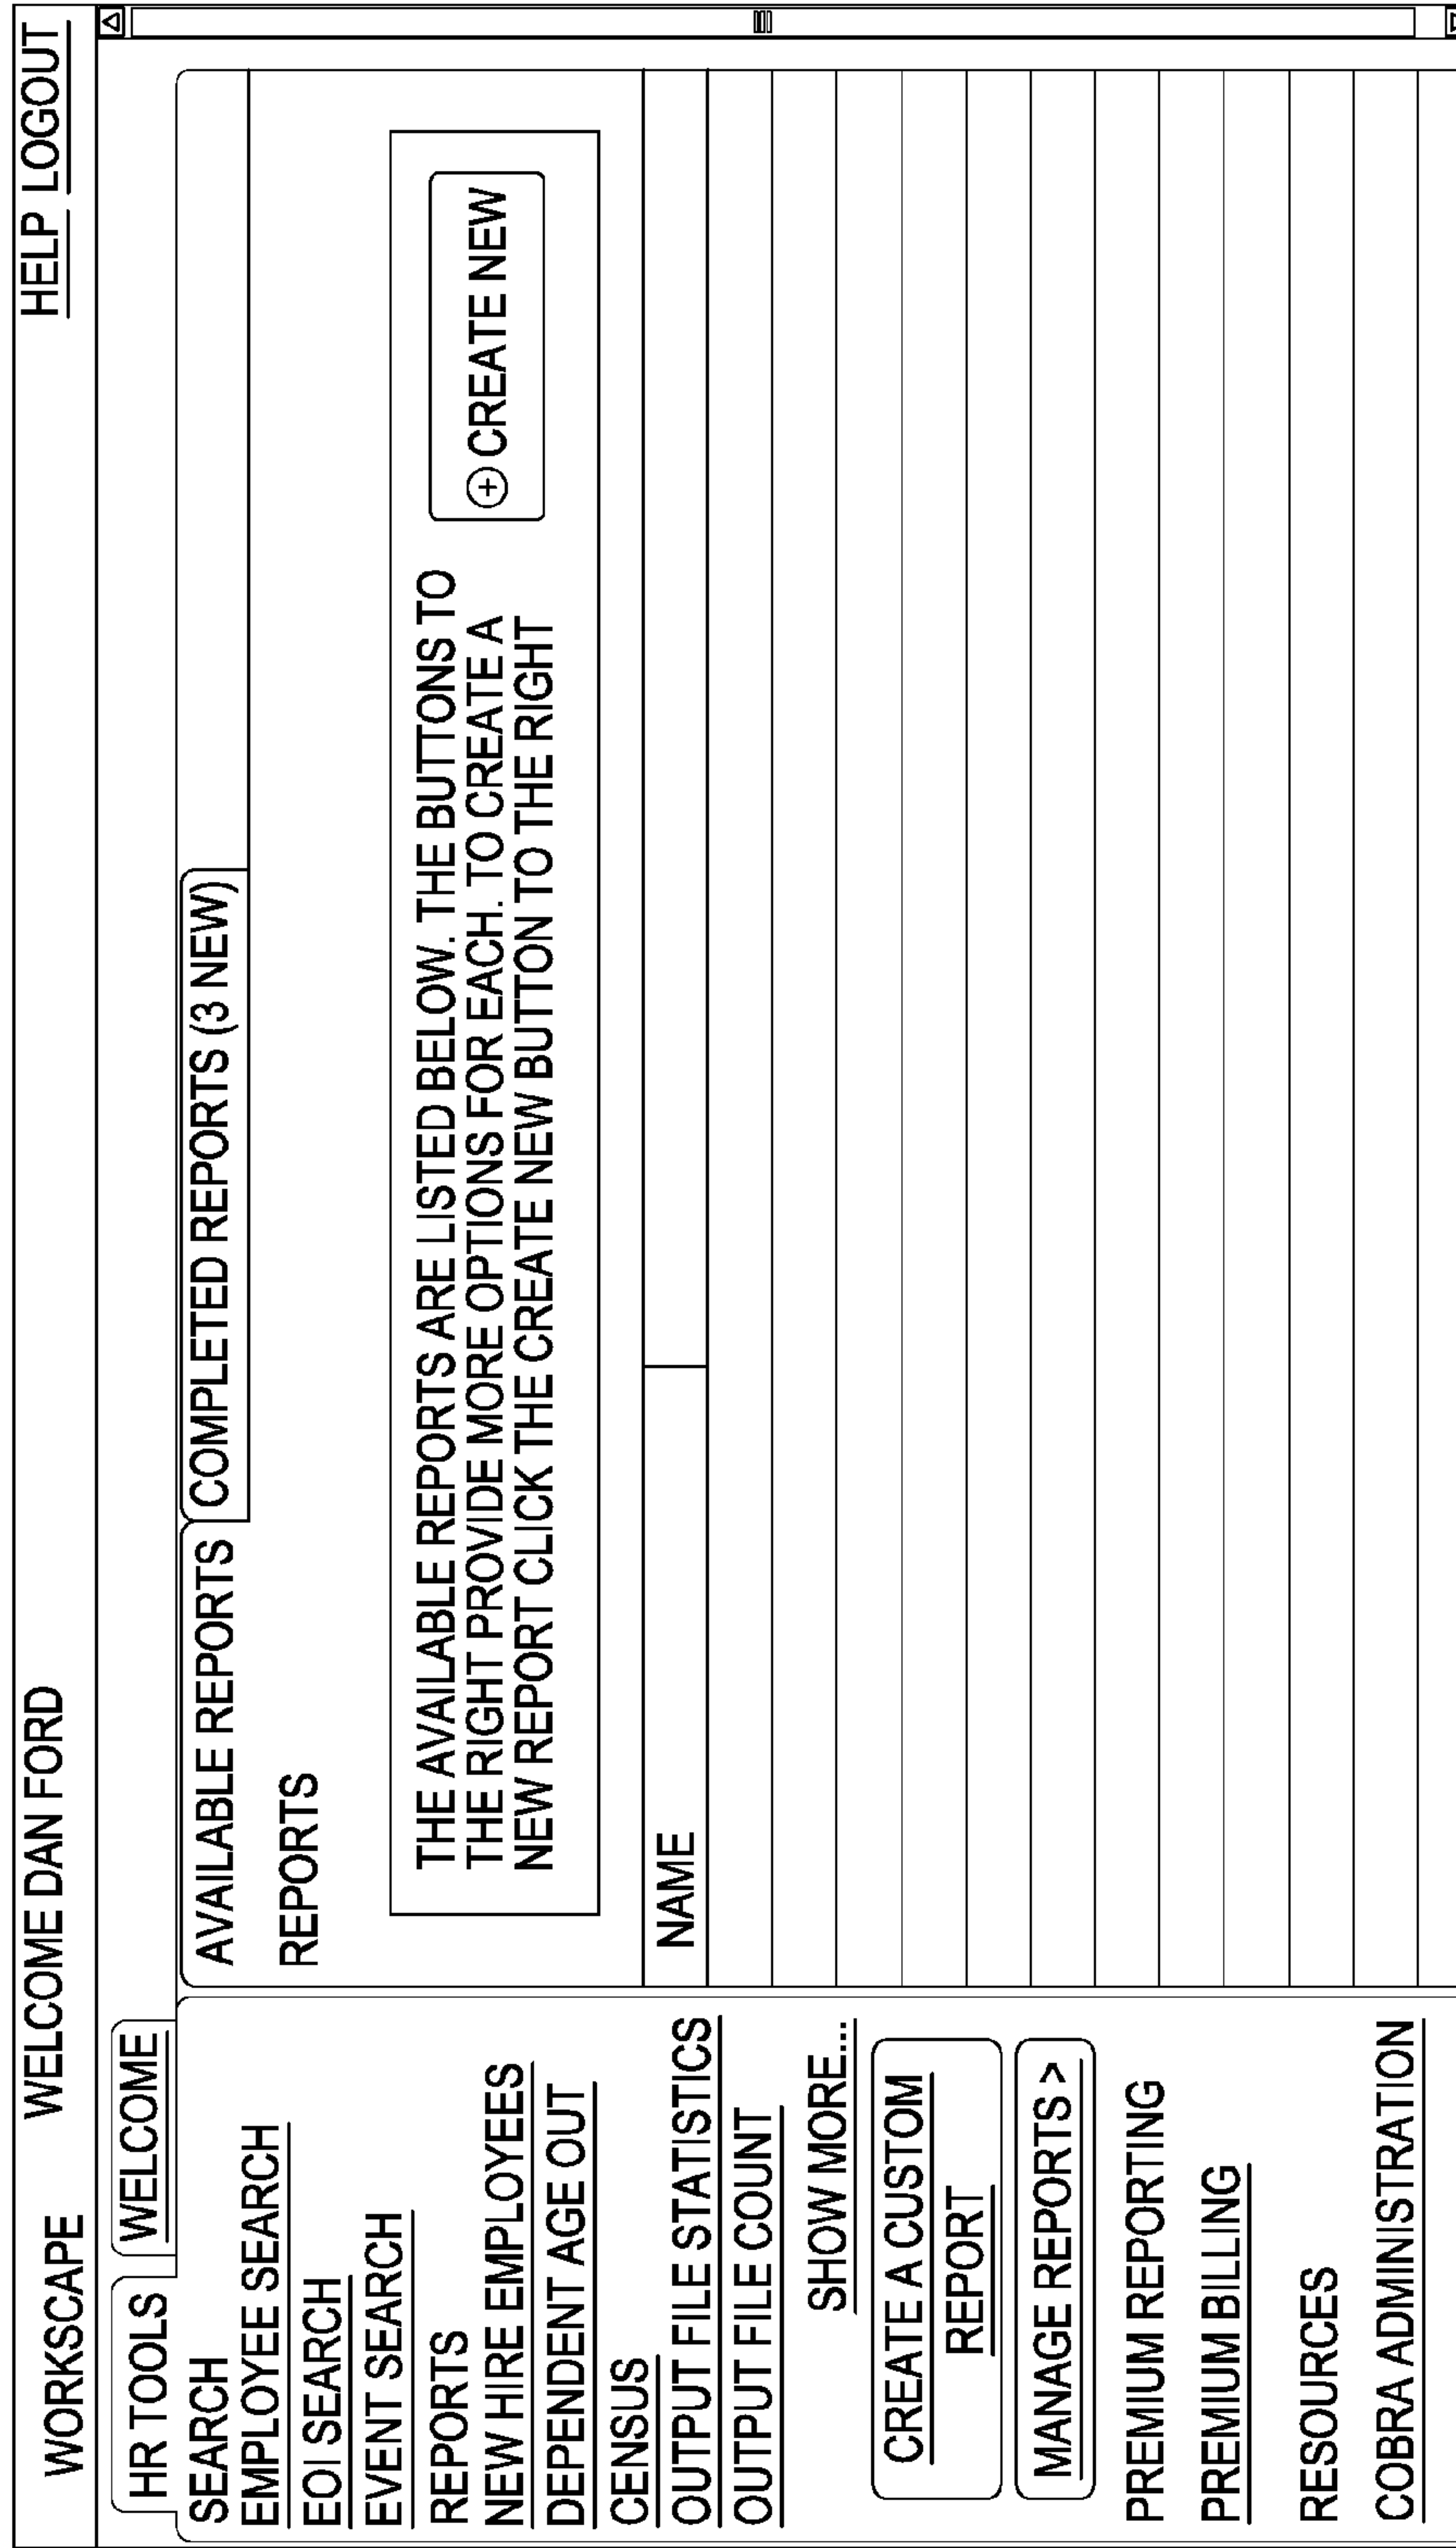 WORKSCAPE WELCOME DAN FORD HELP LOGOUT
HR TOOLS WELCOME
SEARCH
EMPLOYEE SEARCH
EOI SEARCH
EVENT SEARCH
REPORTS
NEW HIRE EMPLOYEES
DEPENDENT AGE OUT
CENSUS
OUTPUT FILE STATISTICS
OUTPUT FILE COUNT
SHOW MORE...
CREATE A CUSTOM
REPORT
MANAGE REPORTS >
PREMIUM REPORTING
PREMIUM BILLING
RESOURCES
COBRA ADMINISTRATION
AVAILABLE REPORTS COMPLETED REPORTS (3 NEW)
REPORTS
THE AVAILABLE REPORTS ARE LISTED BELOW. THE BUTTONS TO
THE RIGHT PROVIDE MORE OPTIONS FOR EACH. TO CREATE A
NEW REPORT CLICK THE CREATE NEW BUTTON TO THE RIGHT
+ CREATE NEW
NAME